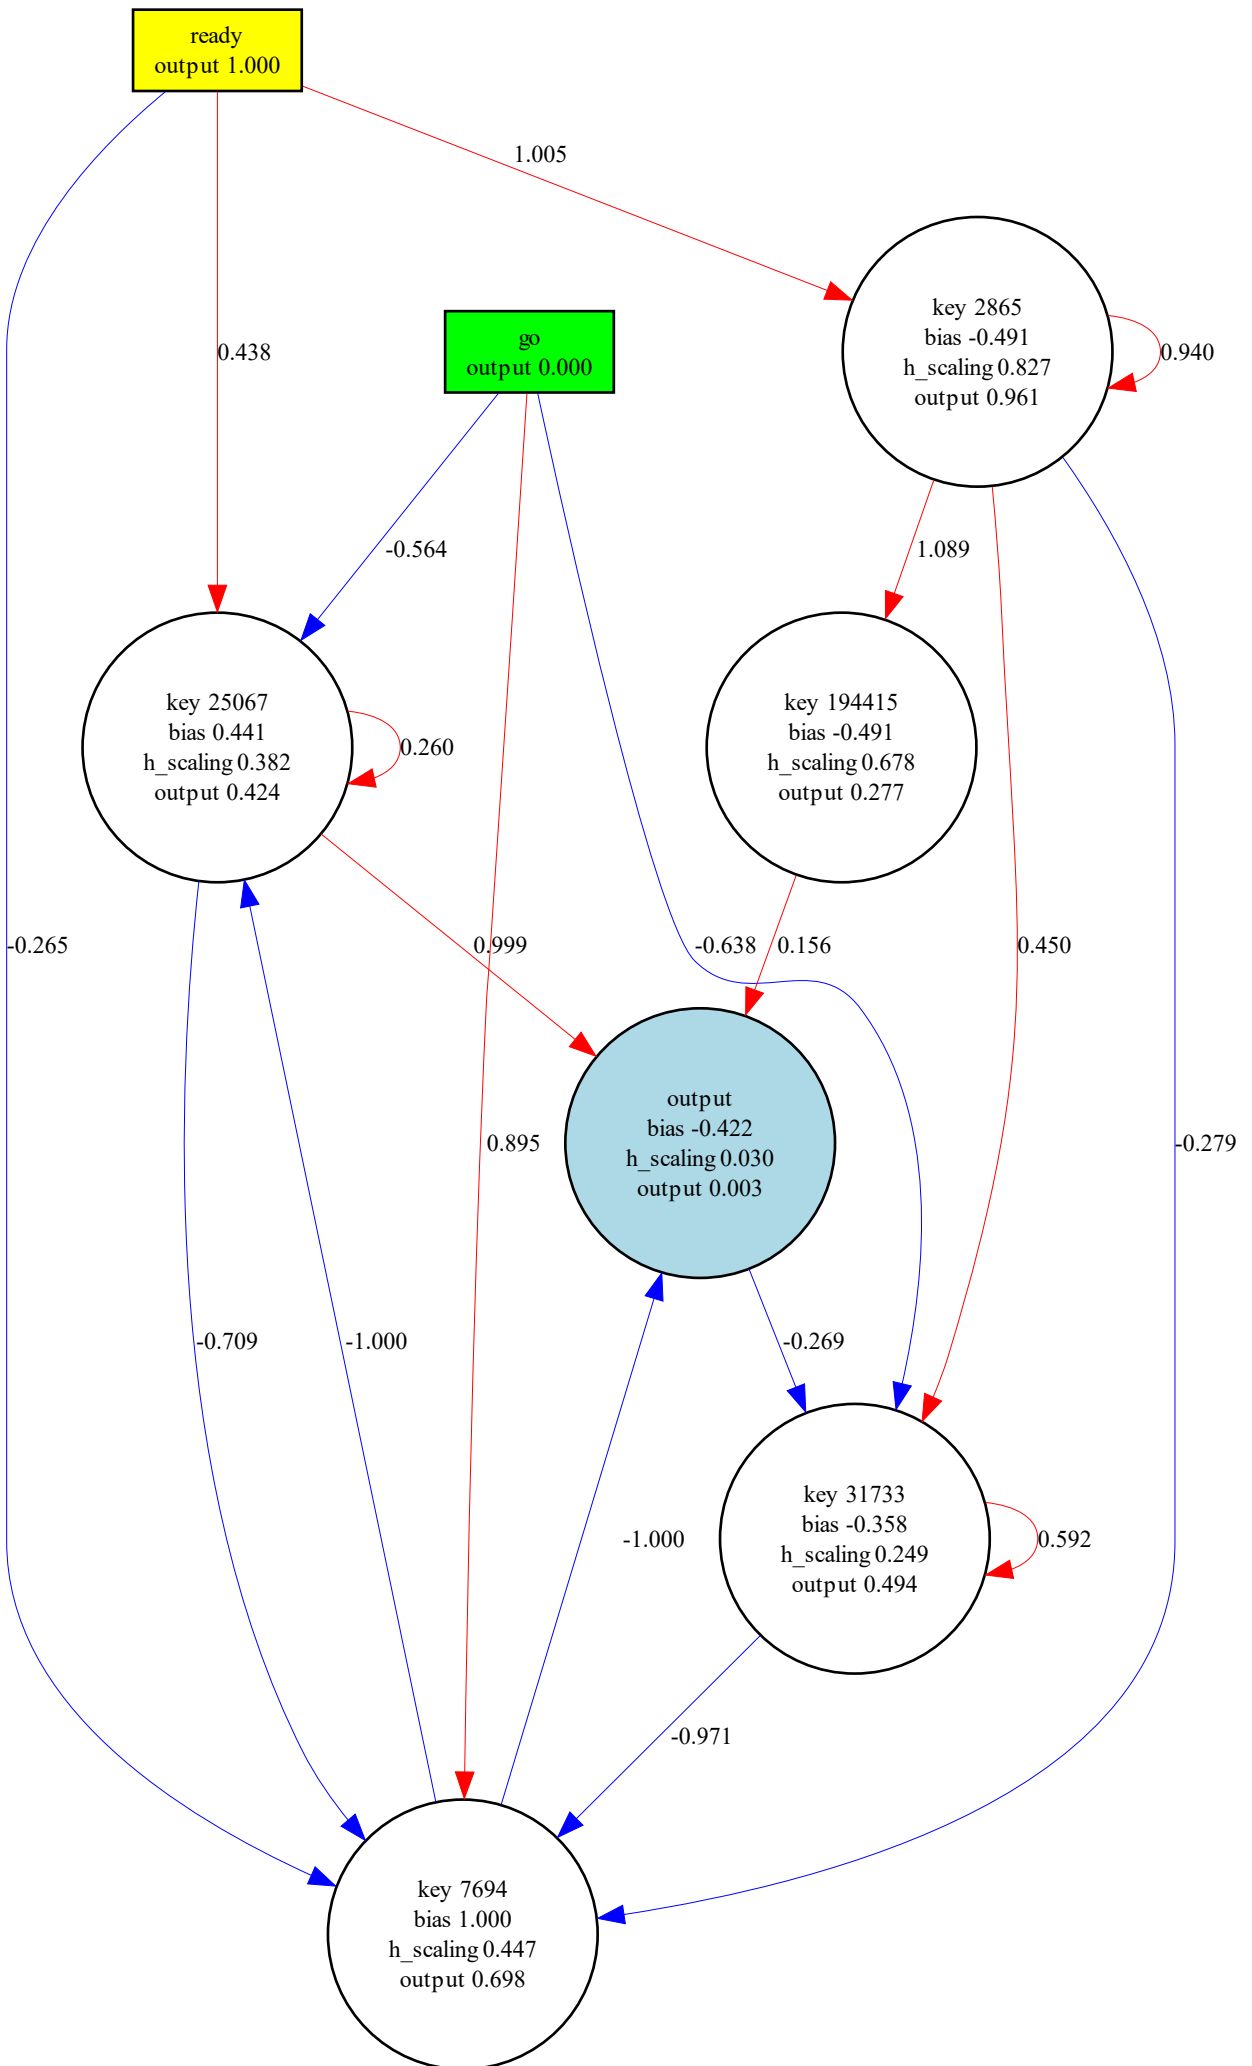 ready
output 1.000
1.005
go
output 0.000
key 2865
bias -0.491
h_scaling 0.827
output 0.961
0.940
0.438
-0.564
1.089
key 25067
bias 0.441
h_scaling 0.382
output 0.424
0.260
key 194415
bias -0.491
h_scaling 0.678
output 0.277
-0.265
0.999
-0.638
0.156
0.450
output
bias -0.422
h_scaling 0.030
output 0.003
0.895
-0.279
-0.709
-1.000
-0.269
key 31733
bias -0.358
h_scaling 0.249
output 0.494
0.592
-1.000
-0.971
key 7694
bias 1.000
h_scaling 0.447
output 0.698